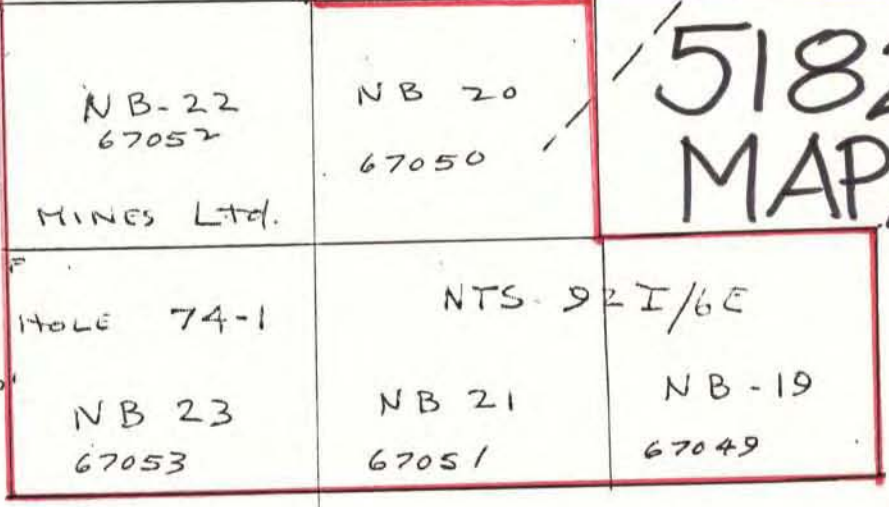 NB-22
67052
MINES Ltd.
NB 20
67050
5182
MAP
HOLE 74-1
NTS. 92I/6E
NB 23
67053
NB 21
67051
NB-19
67049